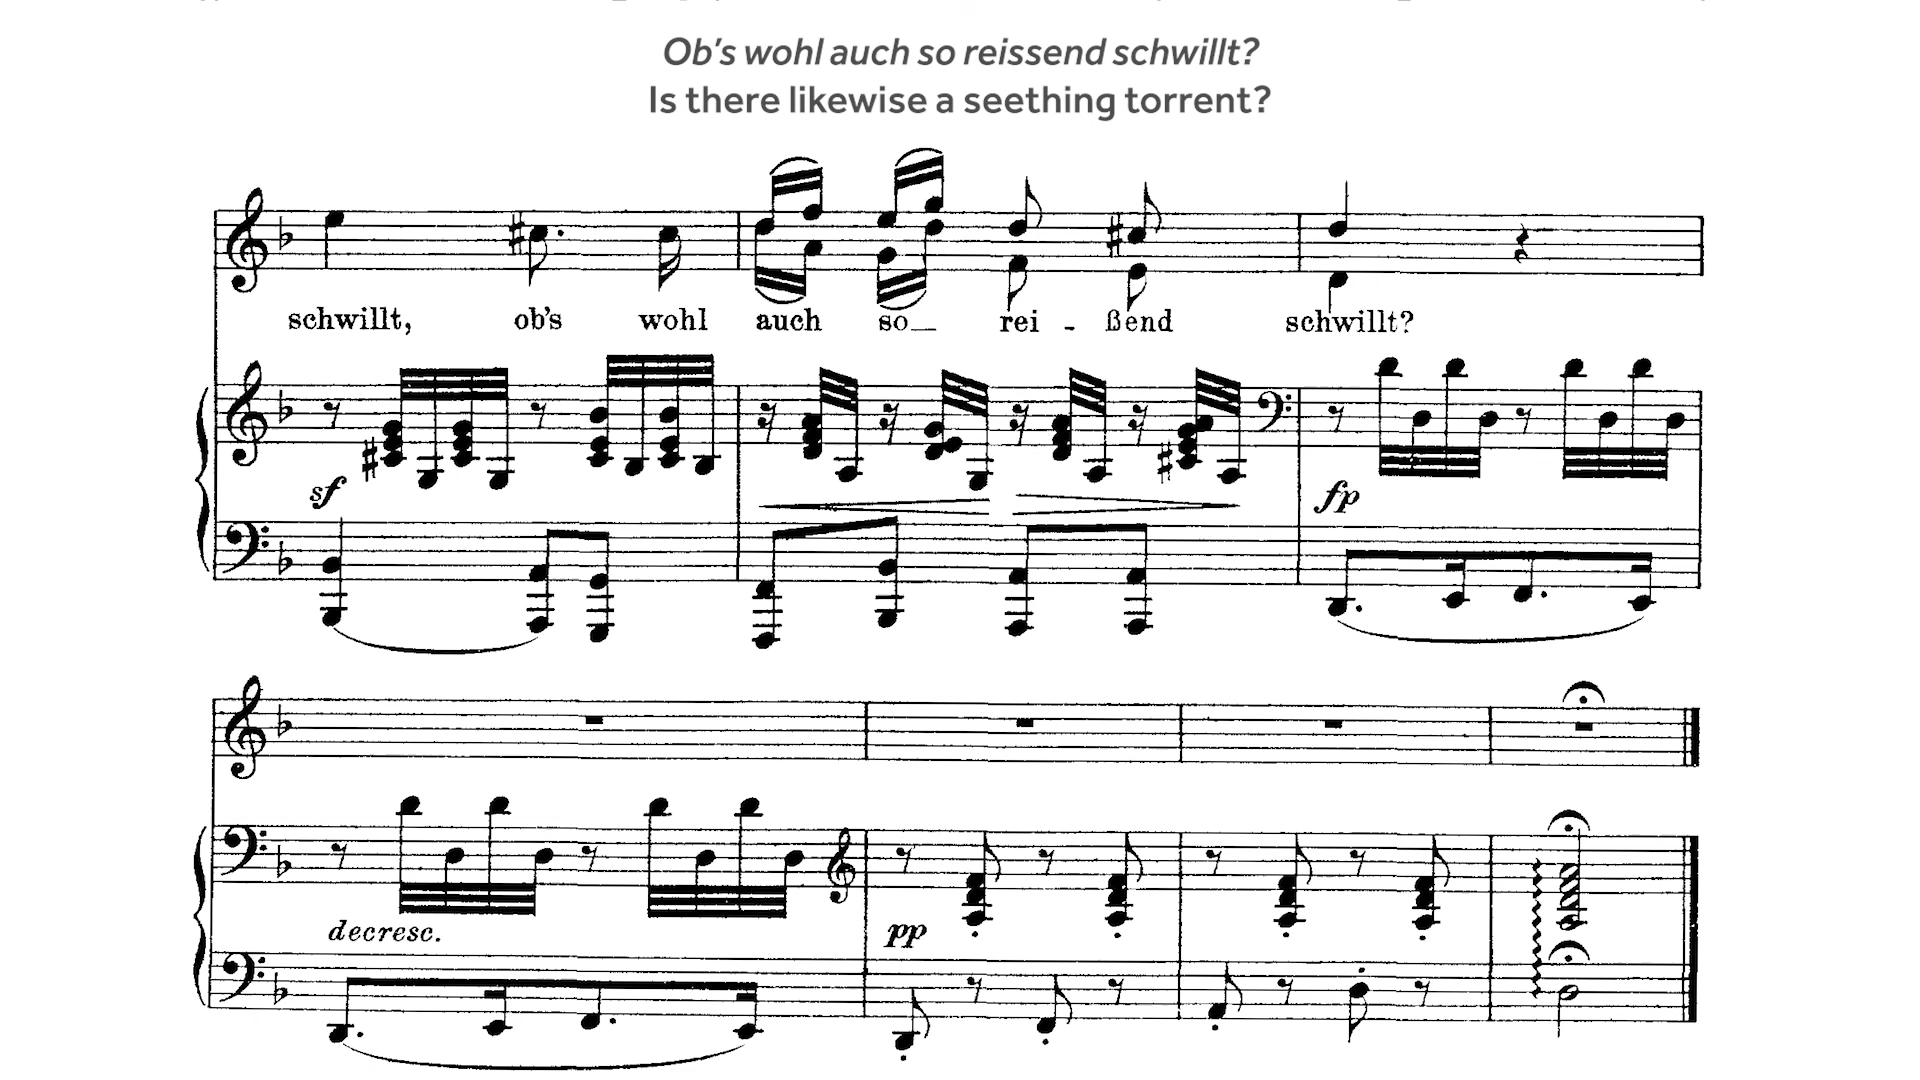 Ob's wohl auch so reissend schwillt?
Is there likewise a seething torrent?
schwillt, ob's wohl auch so_ rei - ßend schwillt?
sf fp
decresc. pp